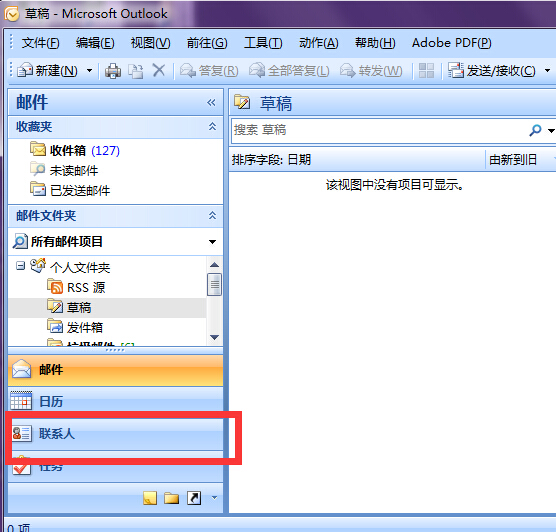 草稿 - Microsoft Outlook
文件(F) 编辑(E) 视图(V) 前往(G) 工具(T) 动作(A) 帮助(H) Adobe PDF(P)
新建(N) 答复(R) 全部答复(L) 转发(W) 发送/接收(C)
邮件 «
草稿
收藏夹
搜索 草稿
收件箱 (127)
排序字段: 日期 由新到旧
未读邮件
该视图中没有项目可显示。
已发送邮件
邮件文件夹
所有邮件项目
个人文件夹
RSS 源
草稿
发件箱
垃圾邮件 [6]
邮件
日历
联系人
任务
0 项